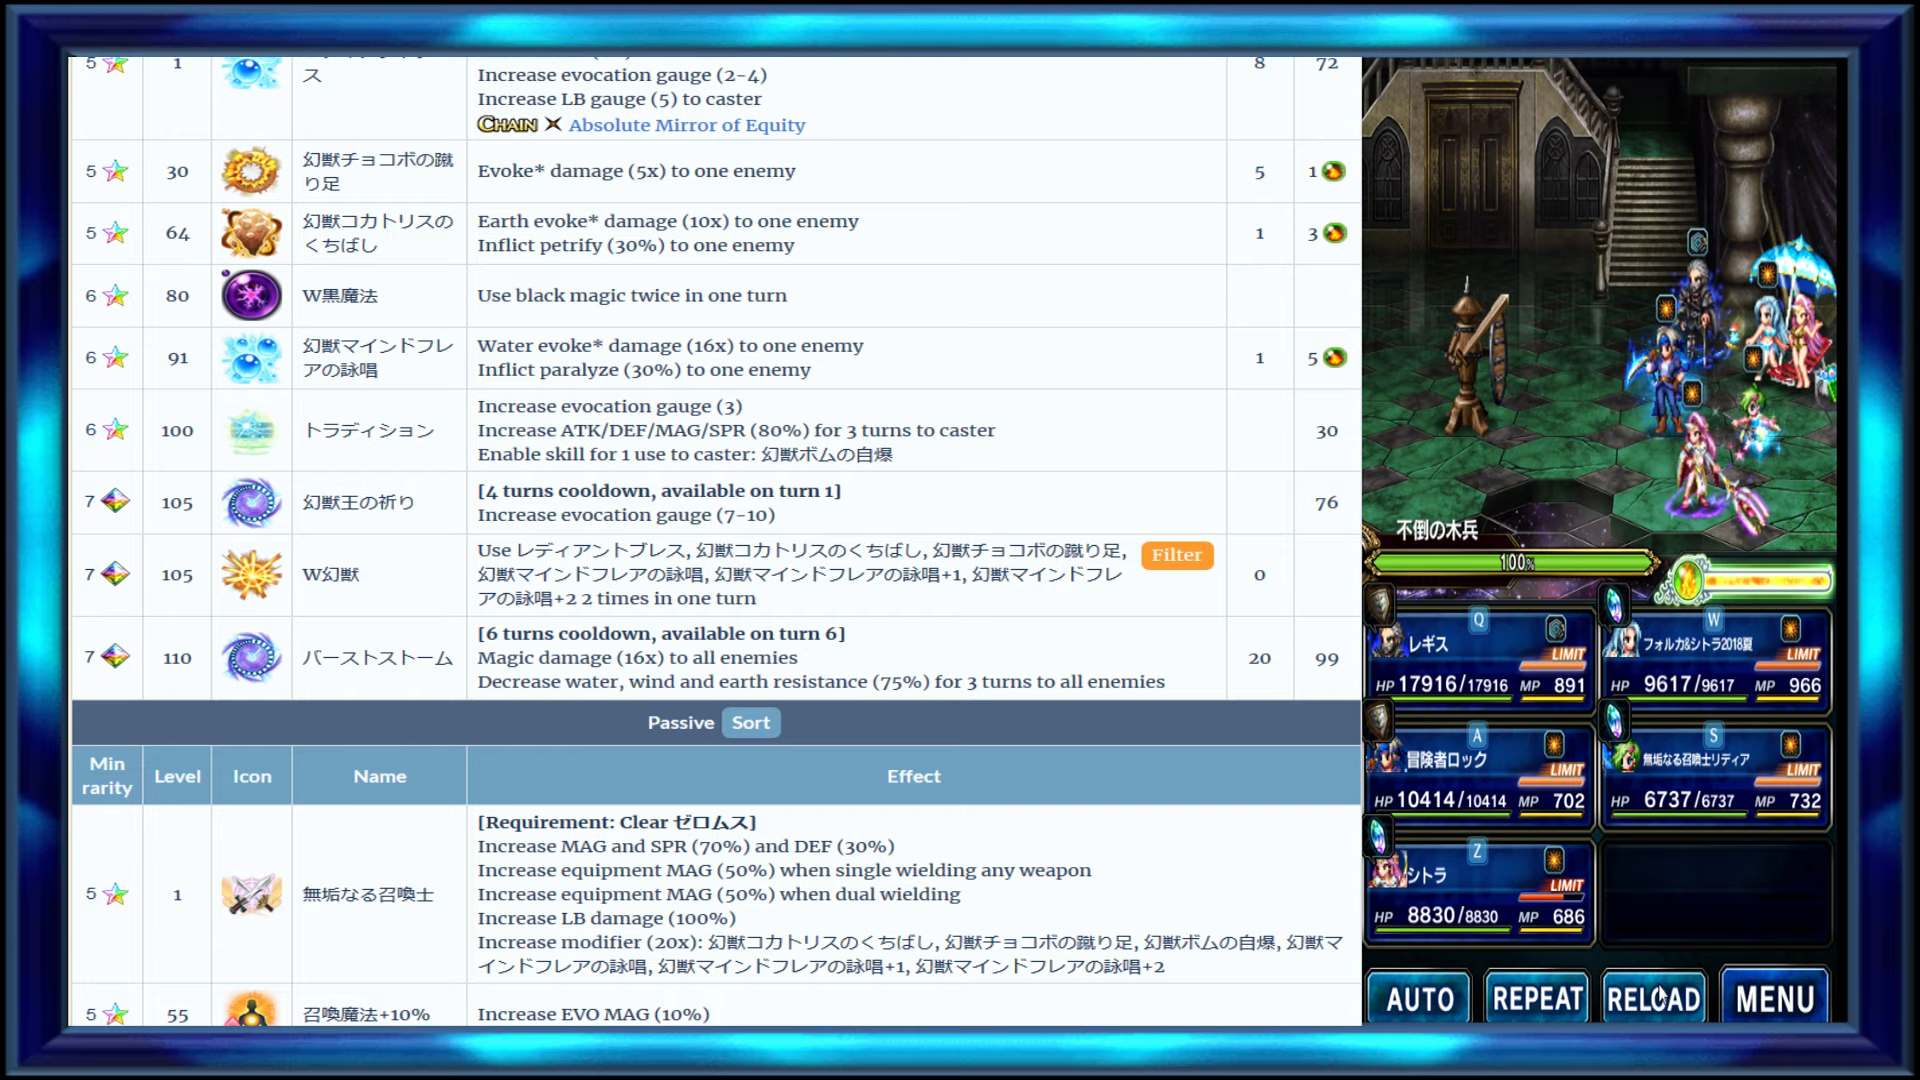 5 1 ス 8 72
Increase evocation gauge (2-4)
Increase LB gauge (5) to caster
CHAIN Absolute Mirror of Equity
5 30 幻獣チョコボの蹴 Evoke* damage (5x) to one enemy 5 1
り足
5 64 幻獣コカトリスの Earth evoke* damage (10x) to one enemy 1 3
くちばし Inflict petrify (30%) to one enemy
6 80 W黒魔法 Use black magic twice in one turn
6 91 幻獣マインドフレ Water evoke* damage (16x) to one enemy 1 5
アの詠唱 Inflict paralyze (30%) to one enemy
Increase evocation gauge (3)
6 100 トラディション Increase ATK/DEF/MAG/SPR (80%) for 3 turns to caster 30
Enable skill for 1 use to caster: 幻獣ボムの自爆
7 105 幻獣王の祈り [4 turns cooldown, available on turn 1] 76
Increase evocation gauge (7-10)
Use レディアントブレス, 幻獣コカトリスのくちばし, 幻獣チョコボの蹴り足, Filter
7 105 W幻獣 幻獣マインドフレアの詠唱, 幻獣マインドフレアの詠唱+1, 幻獣マインドフレ 0
アの詠唱+2 2 times in one turn
[6 turns cooldown, available on turn 6]
7 110 バーストストーム Magic damage (16x) to all enemies 20 99
Decrease water, wind and earth resistance (75%) for 3 turns to all enemies
Passive Sort
Min rarity Level Icon Name Effect
[Requirement: Clear ゼロムス]
Increase MAG and SPR (70%) and DEF (30%)
Increase equipment MAG (50%) when single wielding any weapon
5 1 無垢なる召喚士 Increase equipment MAG (50%) when dual wielding
Increase LB damage (100%)
Increase modifier (20x): 幻獣コカトリスのくちばし, 幻獣チョコボの蹴り足, 幻獣ボムの自爆, 幻獣マ
インドフレアの詠唱, 幻獣マインドフレアの詠唱+1, 幻獣マインドフレアの詠唱+2
5 55 召喚魔法+10% Increase EVO MAG (10%)
不倒の木兵
100%
Q W
レギス フォルカ&シトラ2018夏
LIMIT LIMIT
HP 17916/17916 MP 891 HP 9617/9617 MP 966
A S
冒険者ロック 無垢なる召喚士リディア
LIMIT LIMIT
HP 10414/10414 MP 702 HP 6737/6737 MP 732
Z
シトラ
LIMIT
HP 8830/8830 MP 686
AUTO REPEAT RELOAD MENU